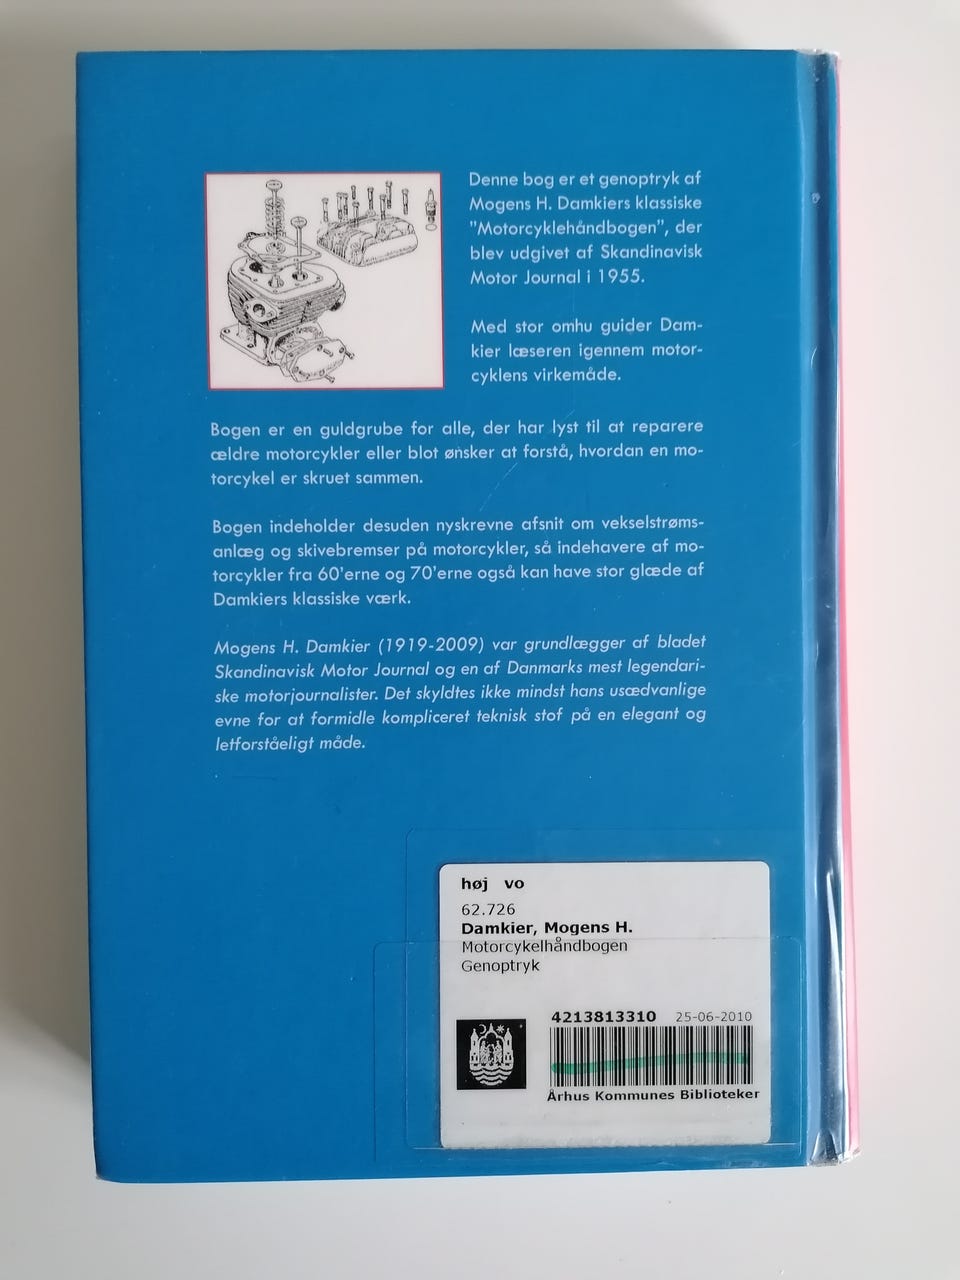 Denne bog er et genoptryk af
Mogens H. Damkiers klassiske
"Motorcyklehåndbogen", der
blev udgivet af Skandinavisk
Motor Journal i 1955.
Med stor omhu guider Dam-
kier læseren igennem motor-
cyklens virkemåde.
Bogen er en guldgrube for alle, der har lyst til at reparere
ældre motorcykler eller blot ønsker at forstå, hvordan en mo-
torcykel er skruet sammen.
Bogen indeholder desuden nyskrevne afsnit om vekselstrøms-
anlæg og skivebremser på motorcykler, så indehavere af mo-
torcykler fra 60'erne og 70'erne også kan have stor glæde af
Damkiers klassiske værk.
Mogens H. Damkier (1919-2009) var grundlægger af bladet
Skandinavisk Motor Journal og en af Danmarks mest legendari-
ske motorjournalister. Det skyldtes ikke mindst hans usædvanlige
evne for at formidle kompliceret teknisk stof på en elegant og
letforståeligt måde.
høj vo
62.726
Damkier, Mogens H.
Motorcykelhåndbogen
Genoptryk
4213813310 25-06-2010
Århus Kommunes Biblioteker